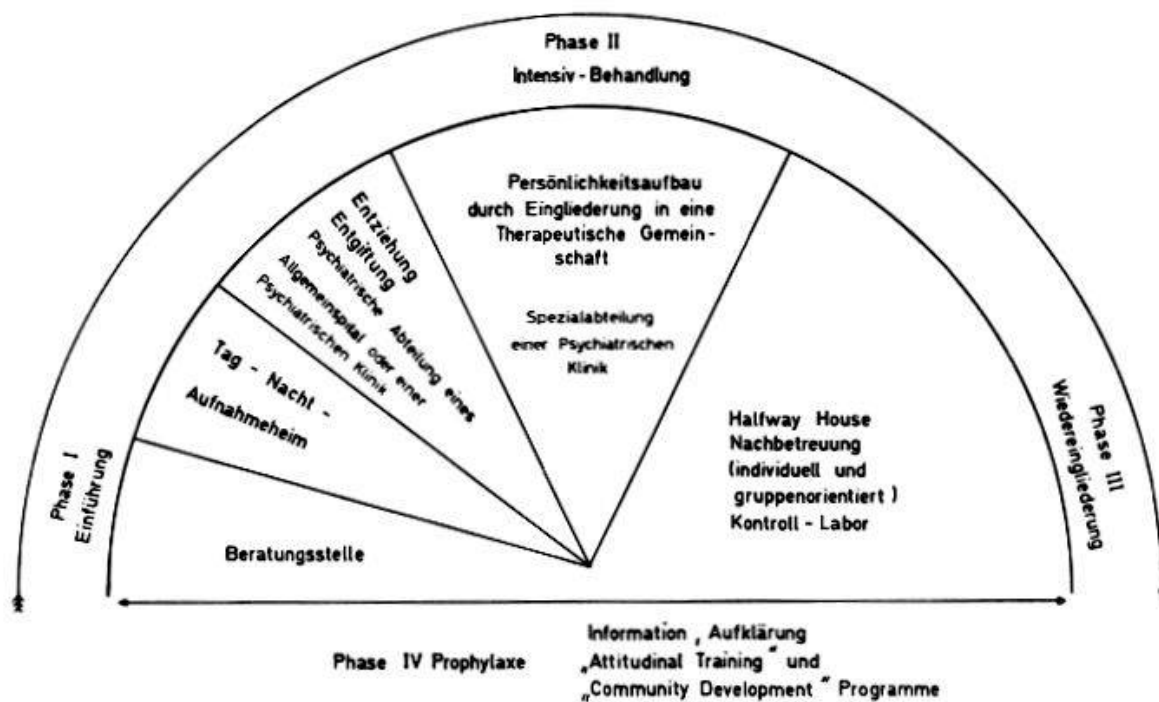 Phase II
Intensiv - Behandlung
Phase I
Einführung
Beratungsstelle
Tag - Nacht -
Aufnahmeheim
Entziehung
Entgiftung
Psychiatrische Abteilung eines
Allgemeinspital oder einer
Psychiatrischen Klinik
Persönlichkeitsaufbau
durch Eingliederung in eine
Therapeutische Gemein -
schaft
Spezialabteilung
einer Psychiatrischen
Klinik
Halfway House
Nachbetreuung
(individuell und
gruppenorientiert)
Kontroll - Labor
Phase III
Wiedereingliederung
Phase IV Prophylaxe
Information, Aufklärung
„Attitudinal Training“ und
„Community Development“ Programme